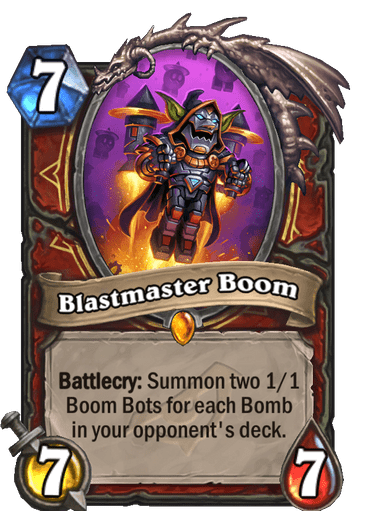 7
Blastmaster Boom
Battlecry: Summon two 1/1
Boom Bots for each Bomb
in your opponent's deck.
7
7